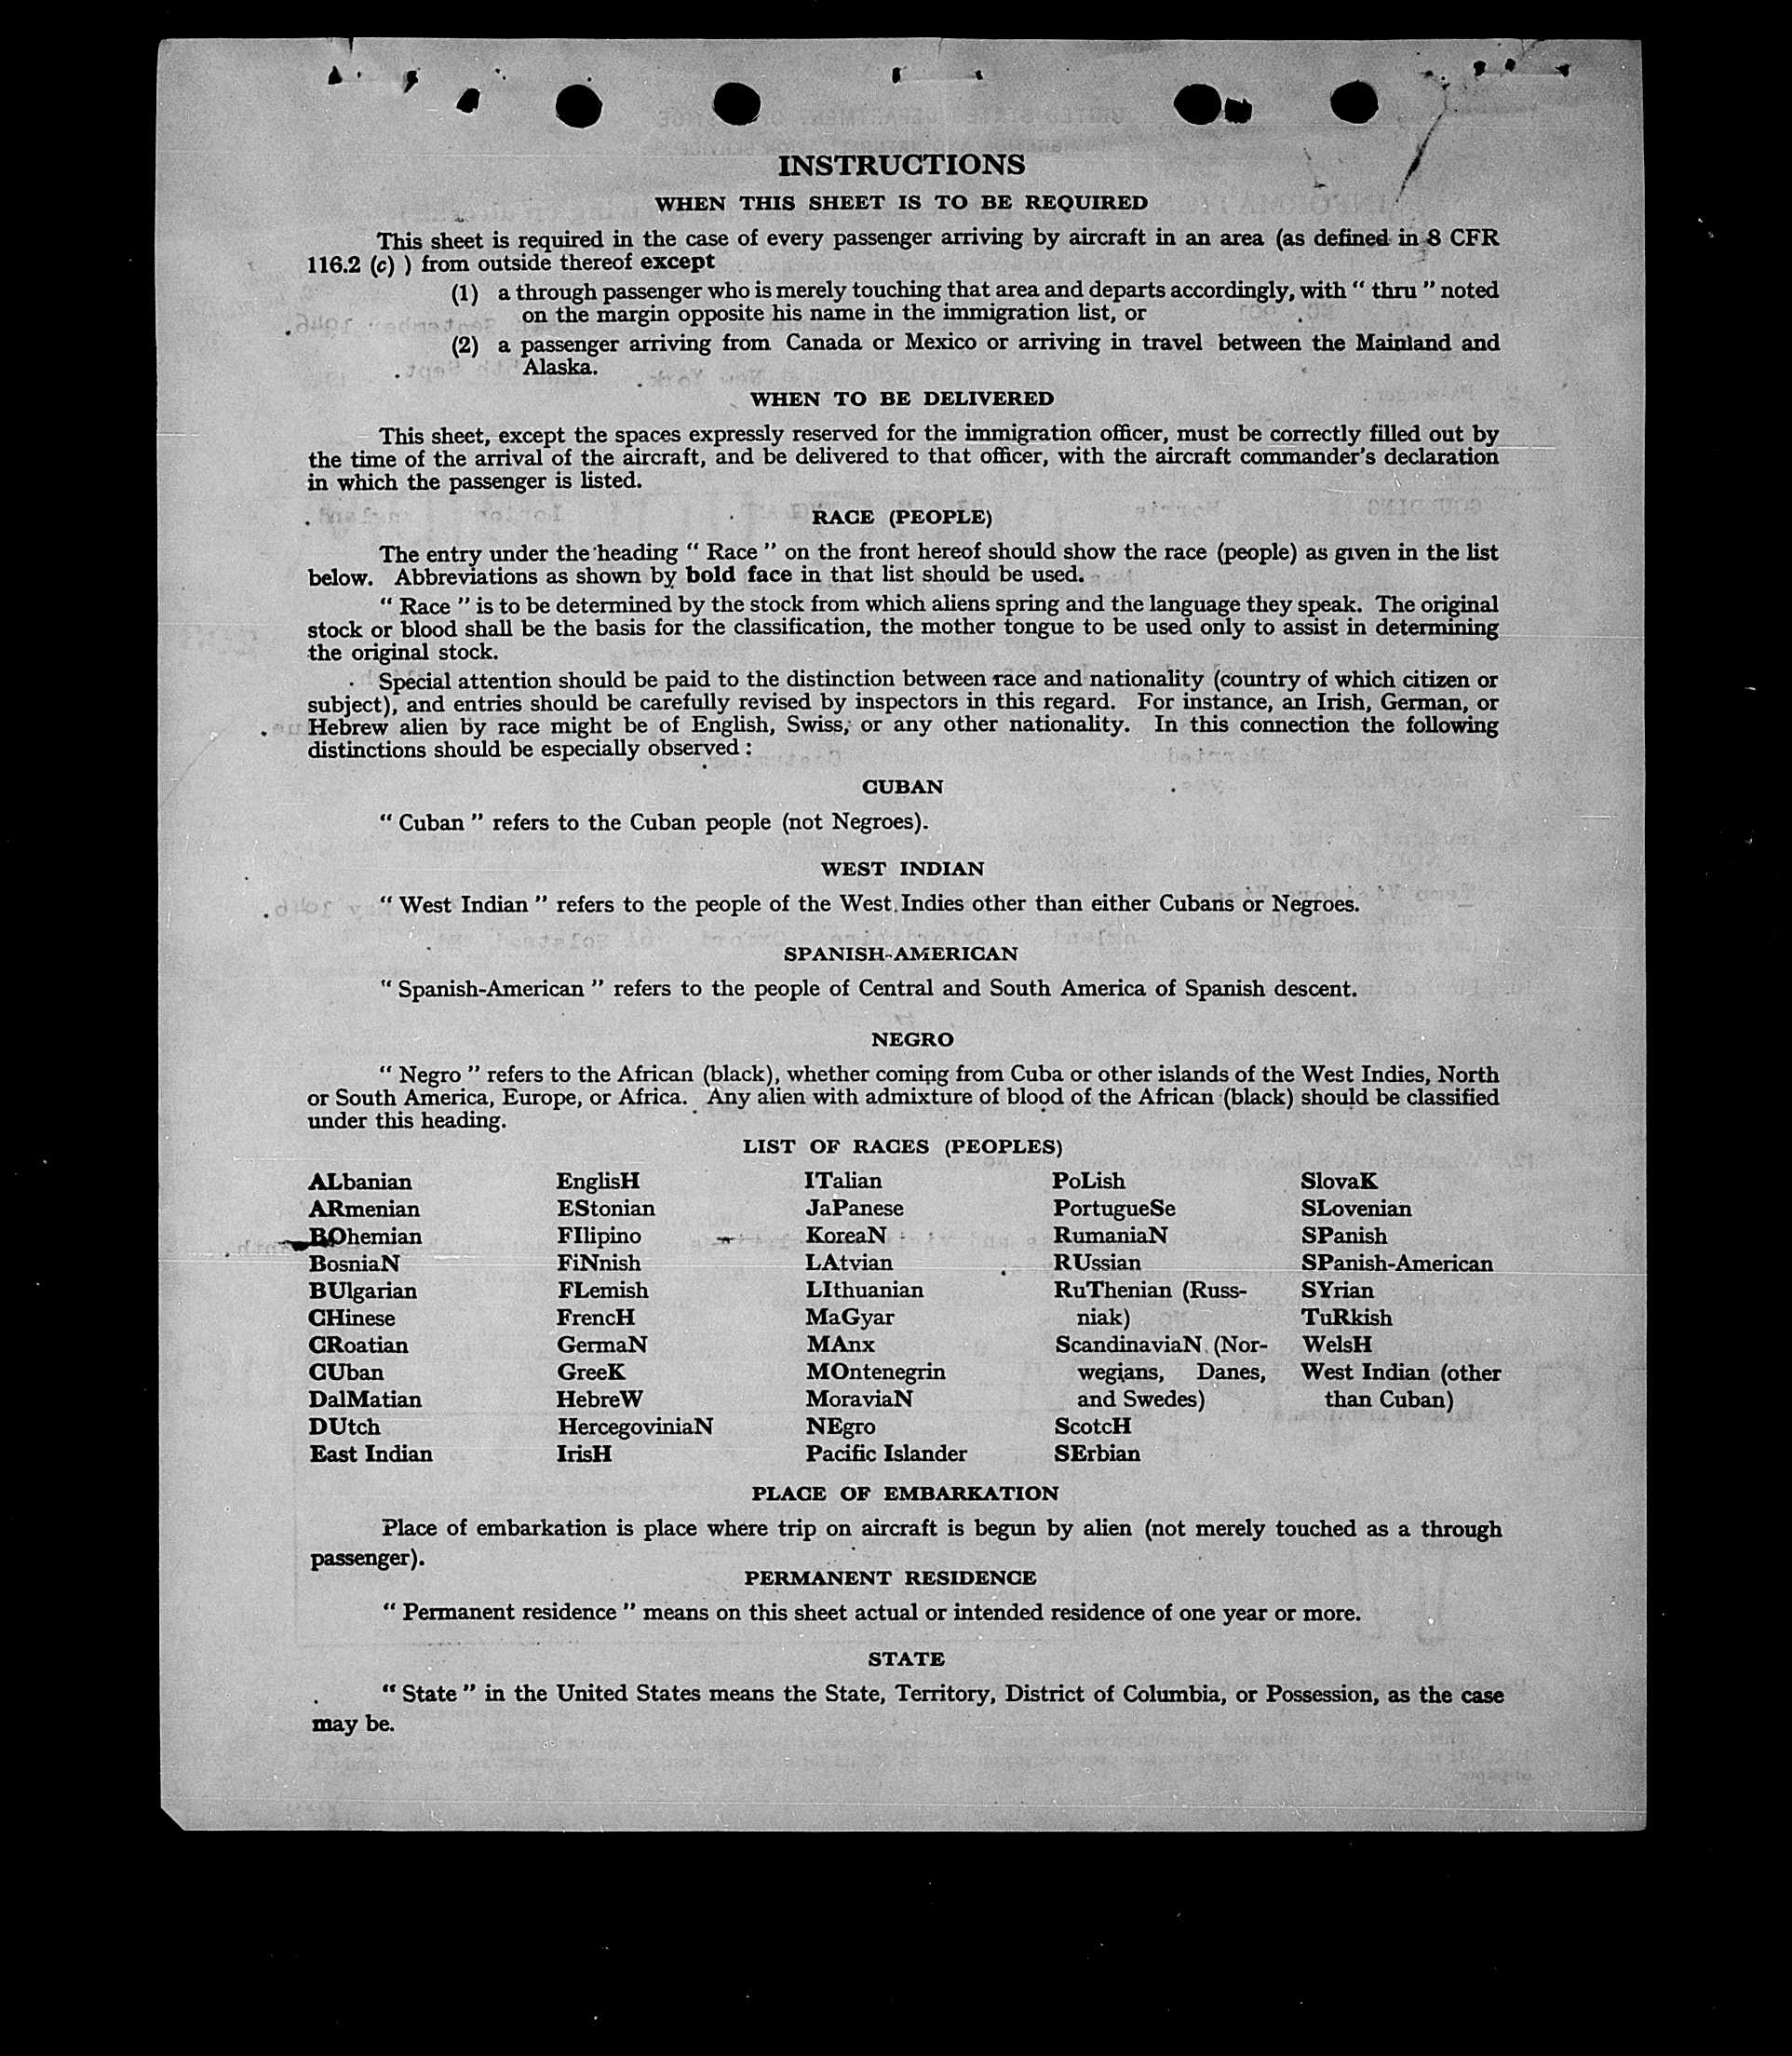 INSTRUCTIONS
WHEN THIS SHEET IS TO BE REQUIRED
This sheet is required in the case of every passenger arriving by aircraft in an area (as defined in 8 CFR
116.2 (c) ) from outside thereof except
(1) a through passenger who is merely touching that area and departs accordingly, with “ thru ” noted
on the margin opposite his name in the immigration list, or
(2) a passenger arriving from Canada or Mexico or arriving in travel between the Mainland and
Alaska.
WHEN TO BE DELIVERED
This sheet, except the spaces expressly reserved for the immigration officer, must be correctly filled out by
the time of the arrival of the aircraft, and be delivered to that officer, with the aircraft commander’s declaration
in which the passenger is listed.
RACE (PEOPLE)
The entry under the heading “ Race ” on the front hereof should show the race (people) as given in the list
below. Abbreviations as shown by bold face in that list should be used.
“ Race ” is to be determined by the stock from which aliens spring and the language they speak. The original
stock or blood shall be the basis for the classification, the mother tongue to be used only to assist in determining
the original stock.
Special attention should be paid to the distinction between race and nationality (country of which citizen or
subject), and entries should be carefully revised by inspectors in this regard. For instance, an Irish, German, or
Hebrew alien by race might be of English, Swiss, or any other nationality. In this connection the following
distinctions should be especially observed :
CUBAN
“ Cuban ” refers to the Cuban people (not Negroes).
WEST INDIAN
“ West Indian ” refers to the people of the West Indies other than either Cubans or Negroes.
SPANISH-AMERICAN
“ Spanish-American ” refers to the people of Central and South America of Spanish descent.
NEGRO
“ Negro ” refers to the African (black), whether coming from Cuba or other islands of the West Indies, North
or South America, Europe, or Africa. Any alien with admixture of blood of the African (black) should be classified
under this heading.
LIST OF RACES (PEOPLES)
ALbanian
ARmenian
BOhemian
BosniaN
BUlgarian
CHinese
CRoatian
CUban
DalMatian
DUtch
East Indian
EnglisH
EStonian
FIlipino
FiNnish
FLemish
FrencH
GermaN
GreeK
HebreW
HercegoviniaN
IrisH
ITalian
JaPanese
KoreaN
LAtvian
LIthuanian
MaGyar
MAnx
MOntenegrin
MoraviaN
NEgro
Pacific Islander
PoLish
PortugueSe
RumaniaN
RUssian
RuThenian (Russ-
niak)
ScandinaviaN (Nor-
wegians, Danes,
and Swedes)
ScotcH
SErbian
SlovaK
SLovenian
SPanish
SPanish-American
SYrian
TuRkish
WelsH
West Indian (other
than Cuban)
PLACE OF EMBARKATION
Place of embarkation is place where trip on aircraft is begun by alien (not merely touched as a through
passenger).
PERMANENT RESIDENCE
“ Permanent residence ” means on this sheet actual or intended residence of one year or more.
STATE
“ State ” in the United States means the State, Territory, District of Columbia, or Possession, as the case
may be.